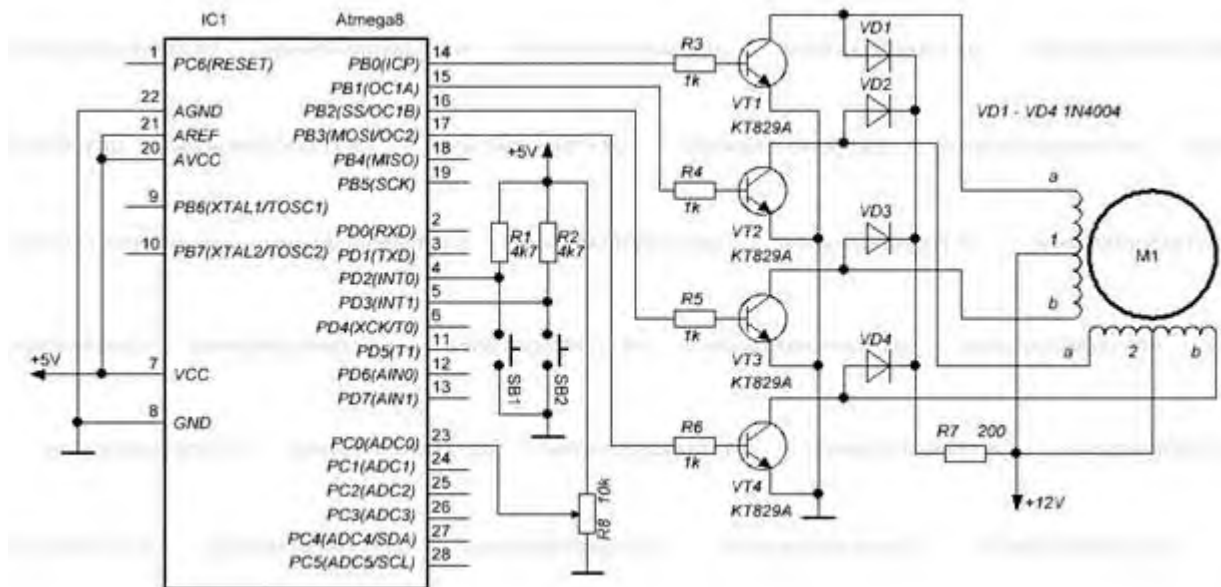 IC1 Atmega8
1 PC6(RESET)
22 AGND
21 AREF
20 AVCC
9 PB6(XTAL1/TOSC1)
10 PB7(XTAL2/TOSC2)
+5V
7 VCC
8 GND
PB0(ICP) 14
PB1(OC1A) 15
PB2(SS/OC1B) 16
PB3(MOSI/OC2) 17
PB4(MISO) 18
PB5(SCK) 19
PD0(RXD) 2
PD1(TXD) 3
PD2(INT0) 4
PD3(INT1) 5
PD4(XCK/T0) 6
PD5(T1) 11
PD6(AIN0) 12
PD7(AIN1) 13
PC0(ADC0) 23
PC1(ADC1) 24
PC2(ADC2) 25
PC3(ADC3) 26
PC4(ADC4/SDA) 27
PC5(ADC5/SCL) 28
+5V
R1 4k7
R2 4k7
SB1
SB2
R8 10k
R3 1k
R4 1k
R5 1k
R6 1k
VT1 KT829A
VT2 KT829A
VT3 KT829A
VT4 KT829A
VD1
VD2
VD3
VD4
VD1 - VD4 1N4004
a
1
b
a 2 b
M1
R7 200
+12V